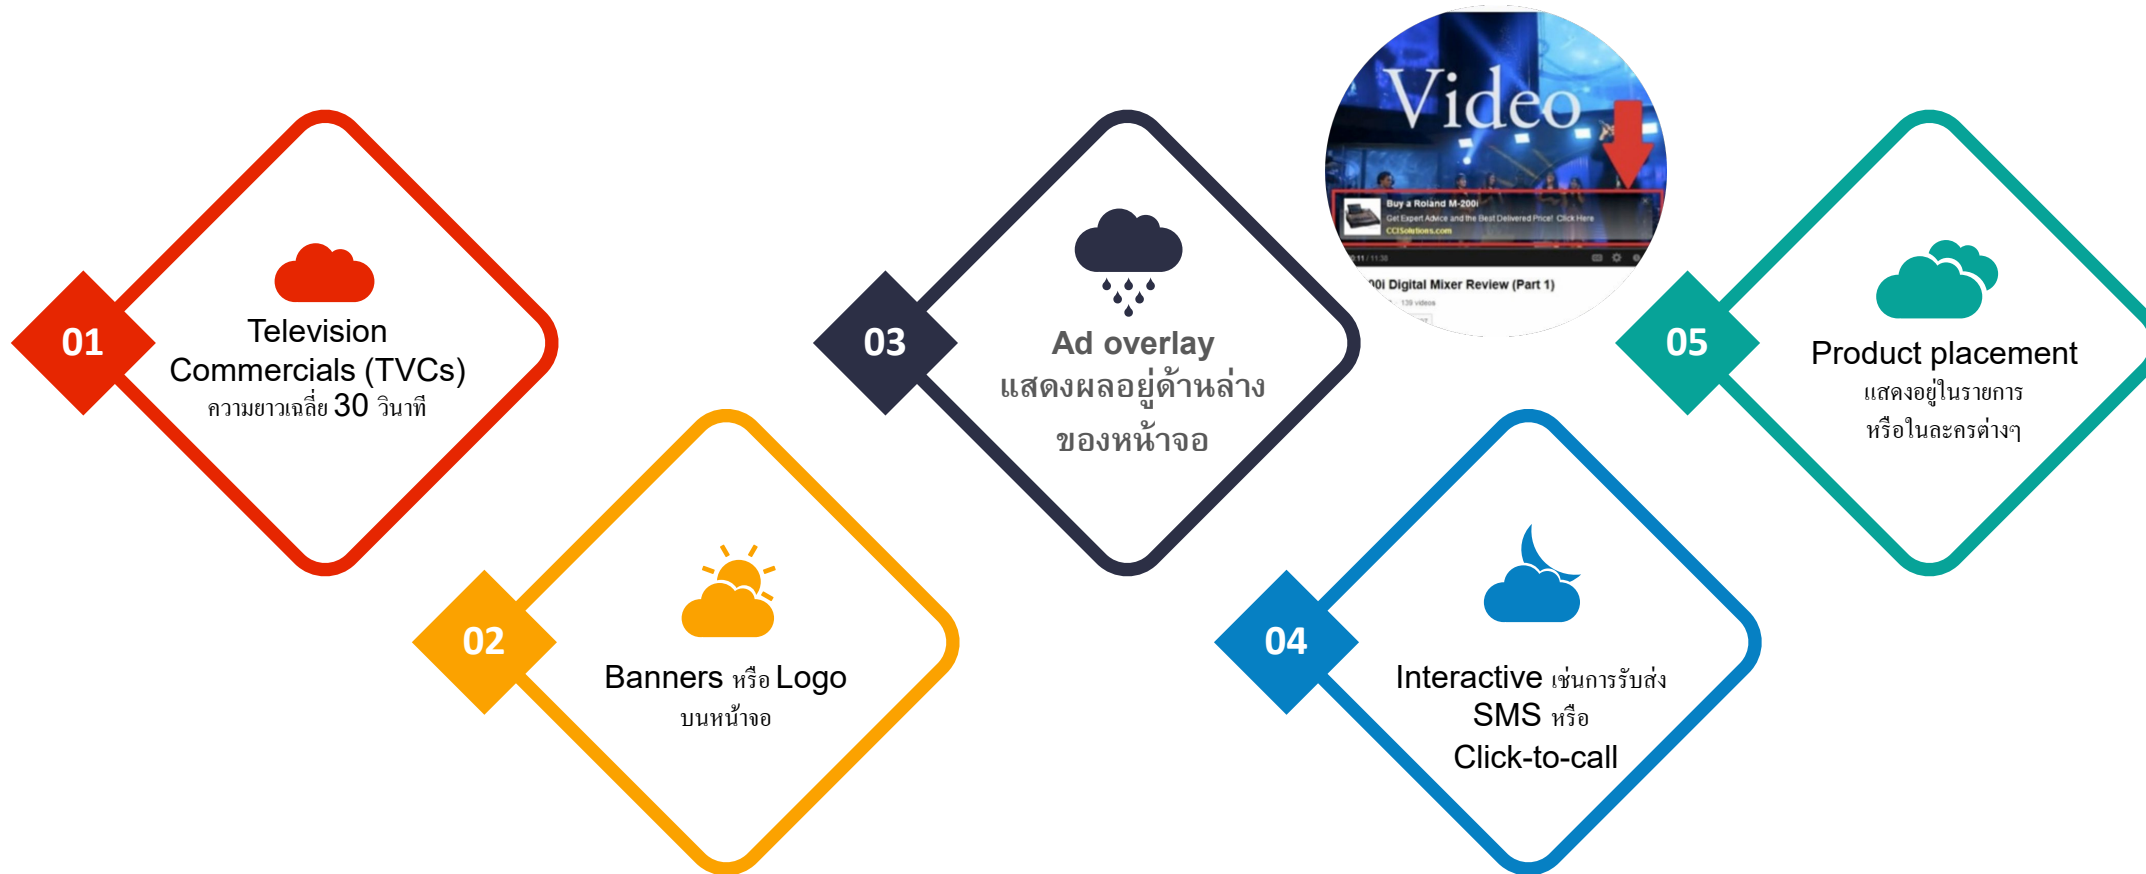 01
Television
Commercials (TVCs)
ความยาวเฉลี่ย 30 วินาที
02
Banners หรือ Logo
บนหน้าจอ
03
Ad overlay
แสดงผลอยู่ด้านล่าง
ของหน้าจอ
Video
Buy a Roland M-200i
Get Expert Advice and the Best Delivered Price! Click Here
CCISolutions.com
11:38
Digital Mixer Review (Part 1)
139 videos
04
Interactive เช่นการรับส่ง
SMS หรือ
Click-to-call
05
Product placement
แสดงอยู่ในรายการ
หรือในละครต่างๆ